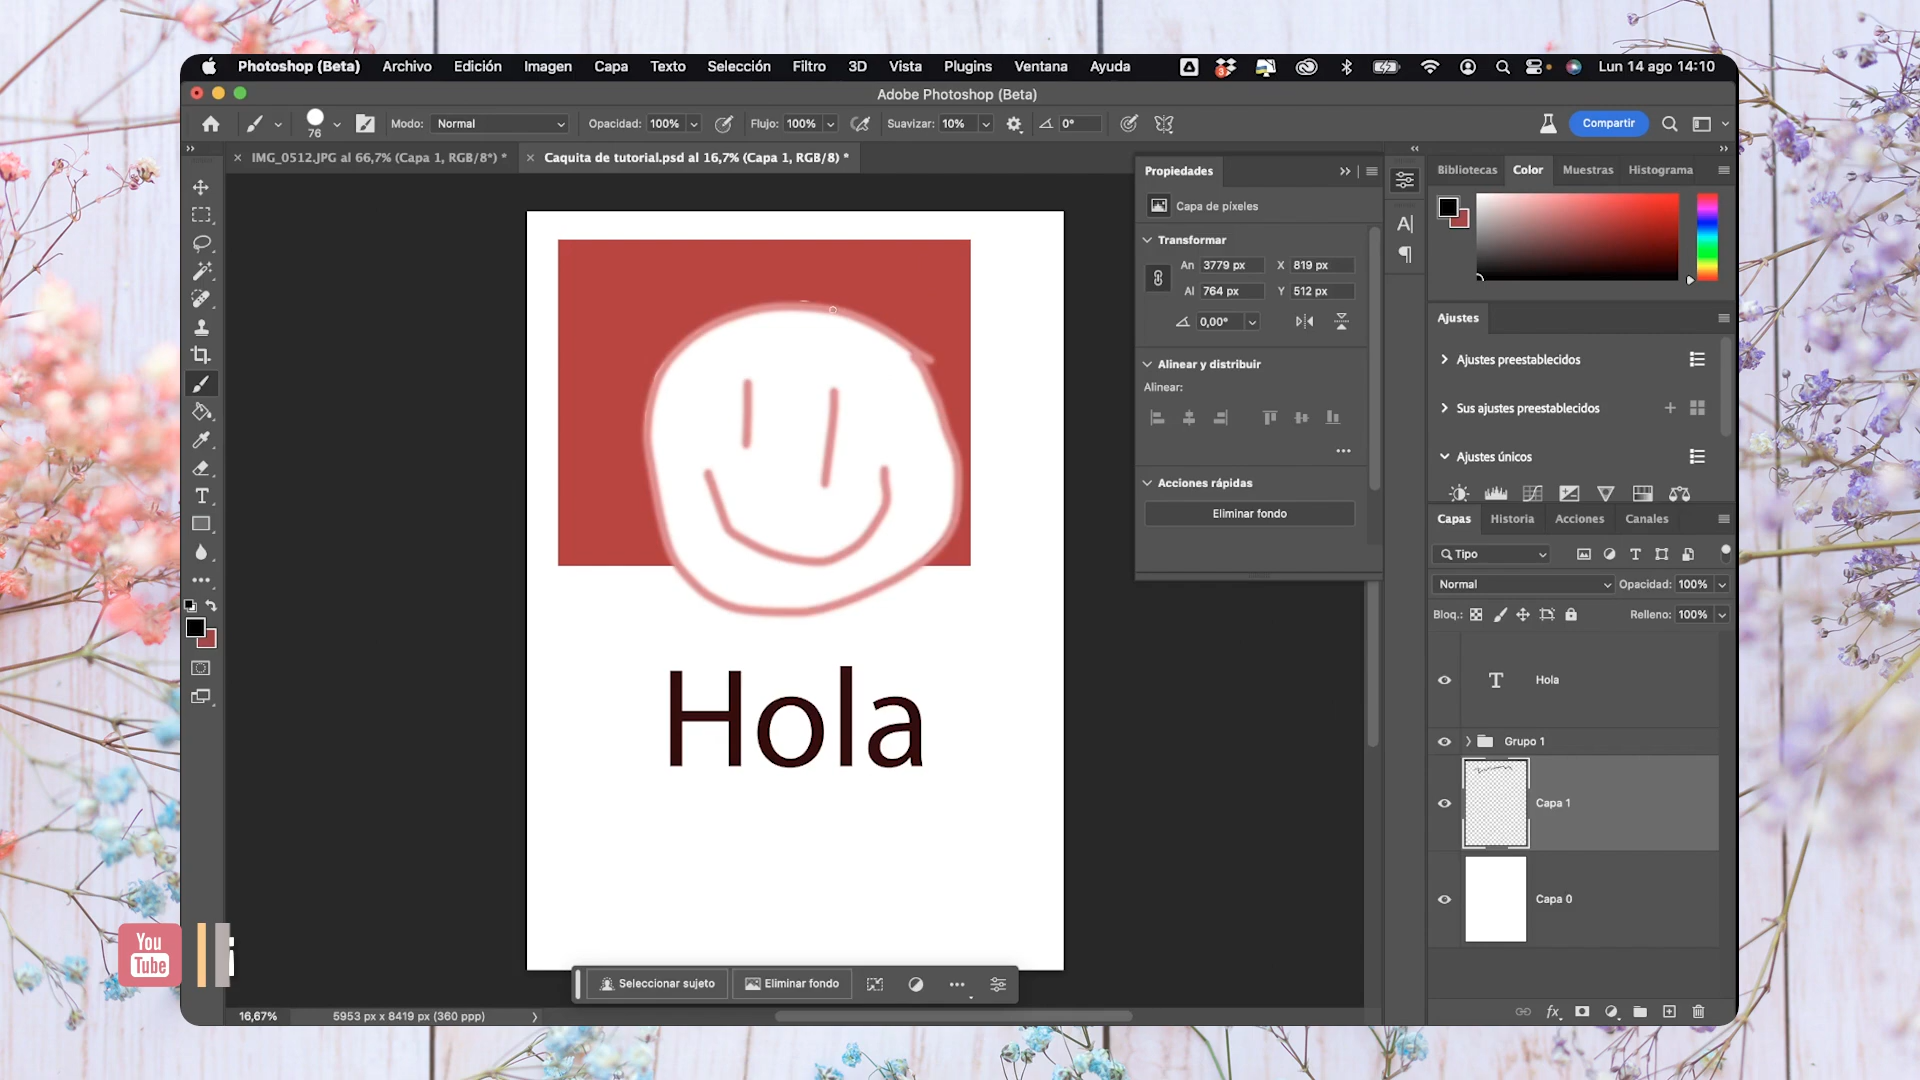 Photoshop (Beta) Archivo Edición Imagen Capa Texto Selección Filtro 3D Vista Plugins Ventana Ayuda Lun 14 ago 14:10
Adobe Photoshop (Beta)
76 Modo: Normal Opacidad: 100% Flujo: 100% Suavizar: 10% 0° Compartir
IMG_0512.JPG al 66,7% (Capa 1, RGB/8*) *
Caquita de tutorial.psd al 16,7% (Capa 1, RGB/8) *
Propiedades
Capa de píxeles
Transformar
An 3779 px X 819 px
Al 764 px Y 512 px
0,00°
Alinear y distribuir
Alinear:
Acciones rápidas
Eliminar fondo
Bibliotecas Color Muestras Histograma
Ajustes
Ajustes preestablecidos
Sus ajustes preestablecidos
Ajustes únicos
Capas Historia Acciones Canales
Tipo
Normal Opacidad: 100%
Bloq.: Relleno: 100%
Hola
Grupo 1
Capa 1
Capa 0
Hola
Seleccionar sujeto Eliminar fondo
16,67% 5953 px x 8419 px (360 ppp)
You
Tube